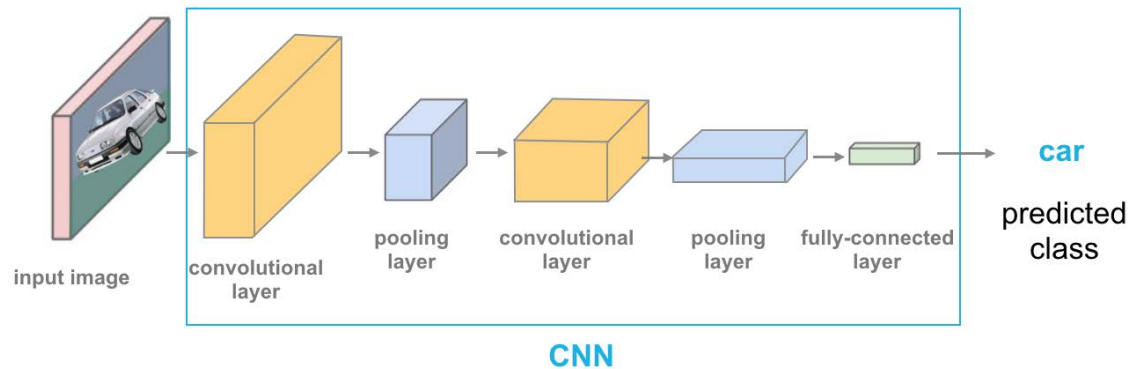 input image
convolutional
layer
pooling
layer
convolutional
layer
pooling
layer
fully-connected
layer
car
predicted
class
CNN